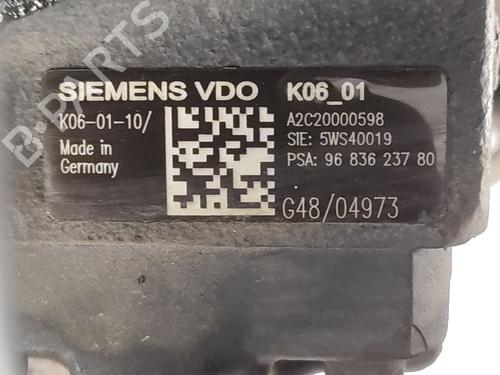 B-PARTS
SIEMENS VDO K06_01
K06-01-10/
Made in
Germany
A2C20000598
SIE: 5WS40019
PSA: 96 836 237 80
G48/04973